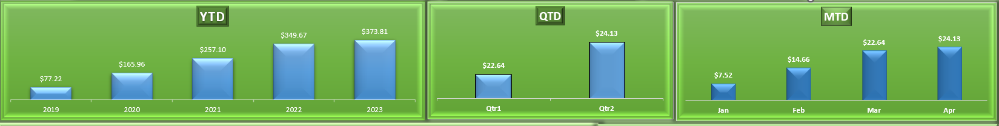 YTD
$77.22
$165.96
$257.10
$349.67
$373.81
2019
2020
2021
2022
2023
QTD
$22.64
$24.13
Qtr1
Qtr2
MTD
$7.52
$14.66
$22.64
$24.13
Jan
Feb
Mar
Apr